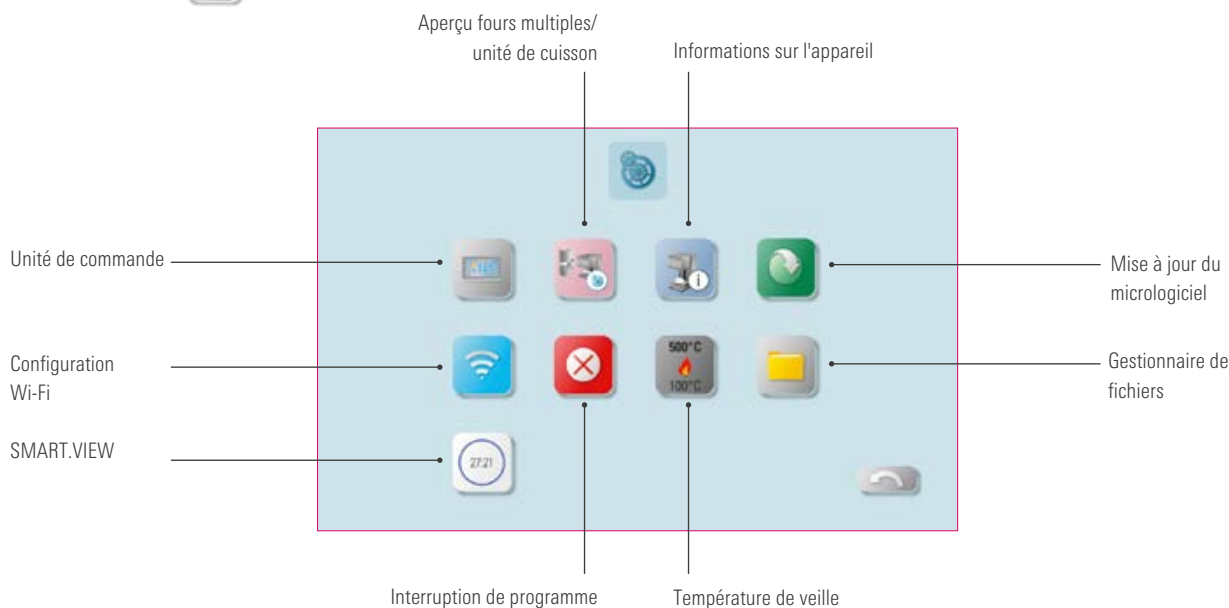 Aperçu fours multiples/
unité de cuisson
Informations sur l'appareil
Unité de commande
Mise à jour du
micrologiciel
500°C
100°C
Configuration
Wi-Fi
Gestionnaire de
fichiers
SMART.VIEW
27:21
Interruption de programme
Température de veille